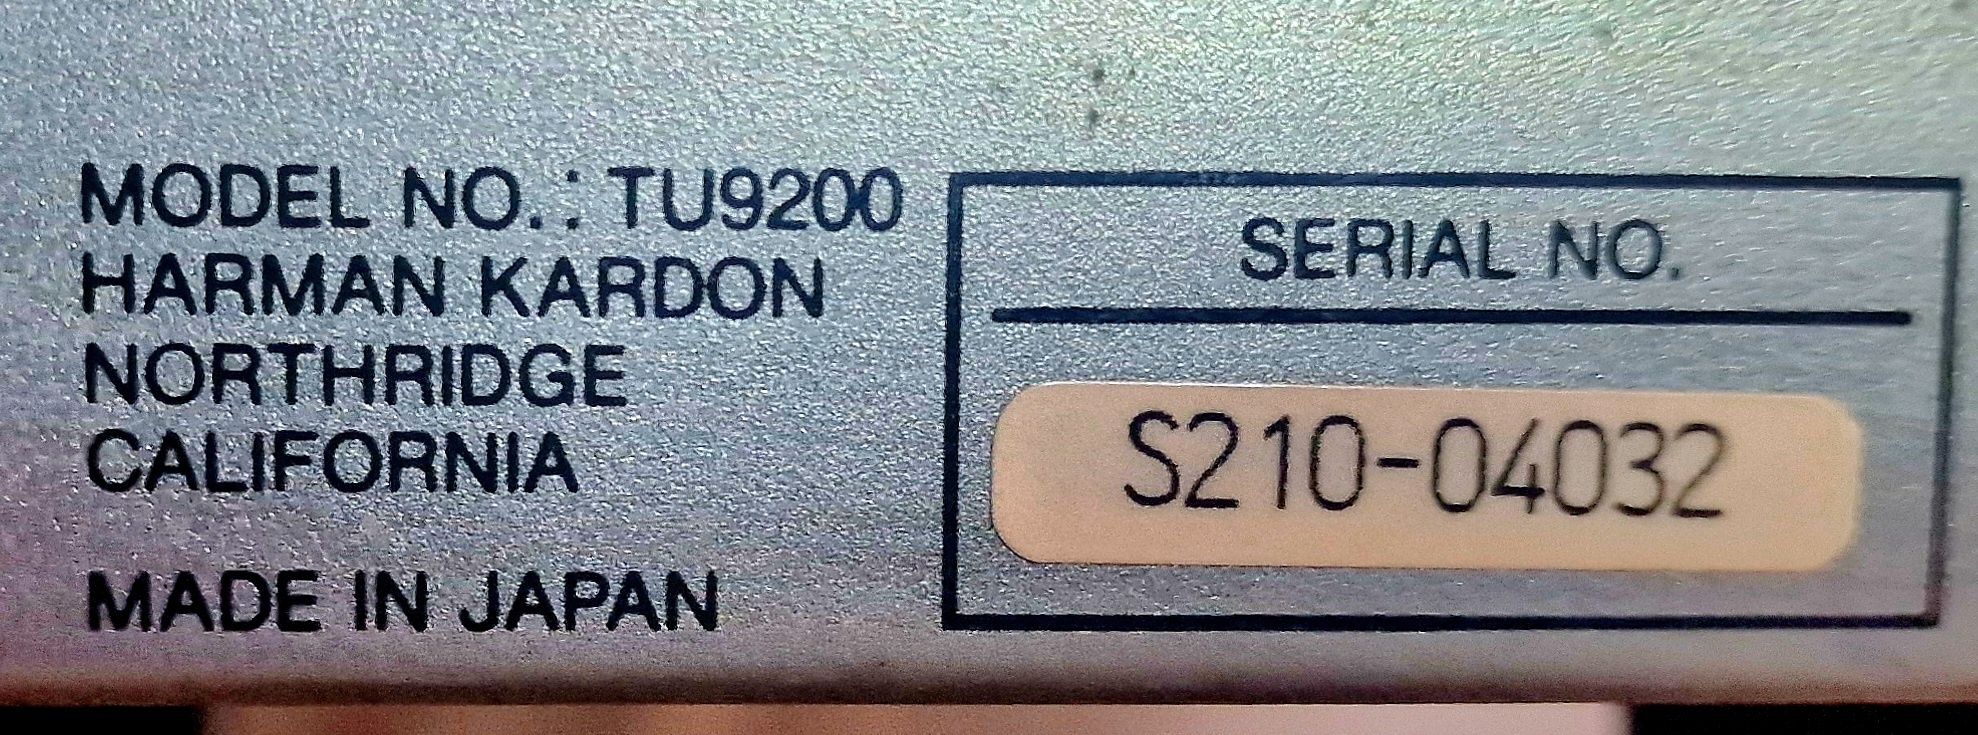 MODEL NO.: TU9200
HARMAN KARDON
NORTHRIDGE
CALIFORNIA
MADE IN JAPAN
SERIAL NO.
S210-04032